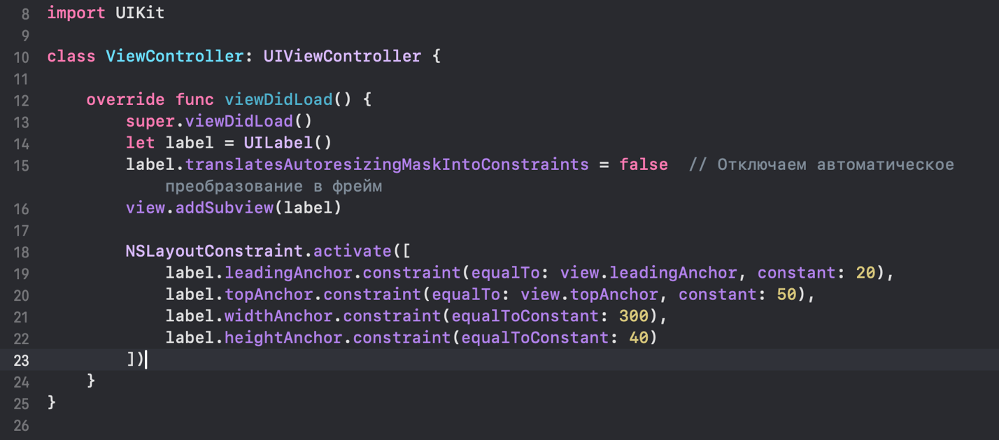 8 import UIKit
9
10 class ViewController: UIViewController {
11
12     override func viewDidLoad() {
13         super.viewDidLoad()
14         let label = UILabel()
15         label.translatesAutoresizingMaskIntoConstraints = false  // Отключаем автоматическое
            преобразование в фрейм
16         view.addSubview(label)
17
18         NSLayoutConstraint.activate([
19             label.leadingAnchor.constraint(equalTo: view.leadingAnchor, constant: 20),
20             label.topAnchor.constraint(equalTo: view.topAnchor, constant: 50),
21             label.widthAnchor.constraint(equalToConstant: 300),
22             label.heightAnchor.constraint(equalToConstant: 40)
23         ])
24     }
25 }
26